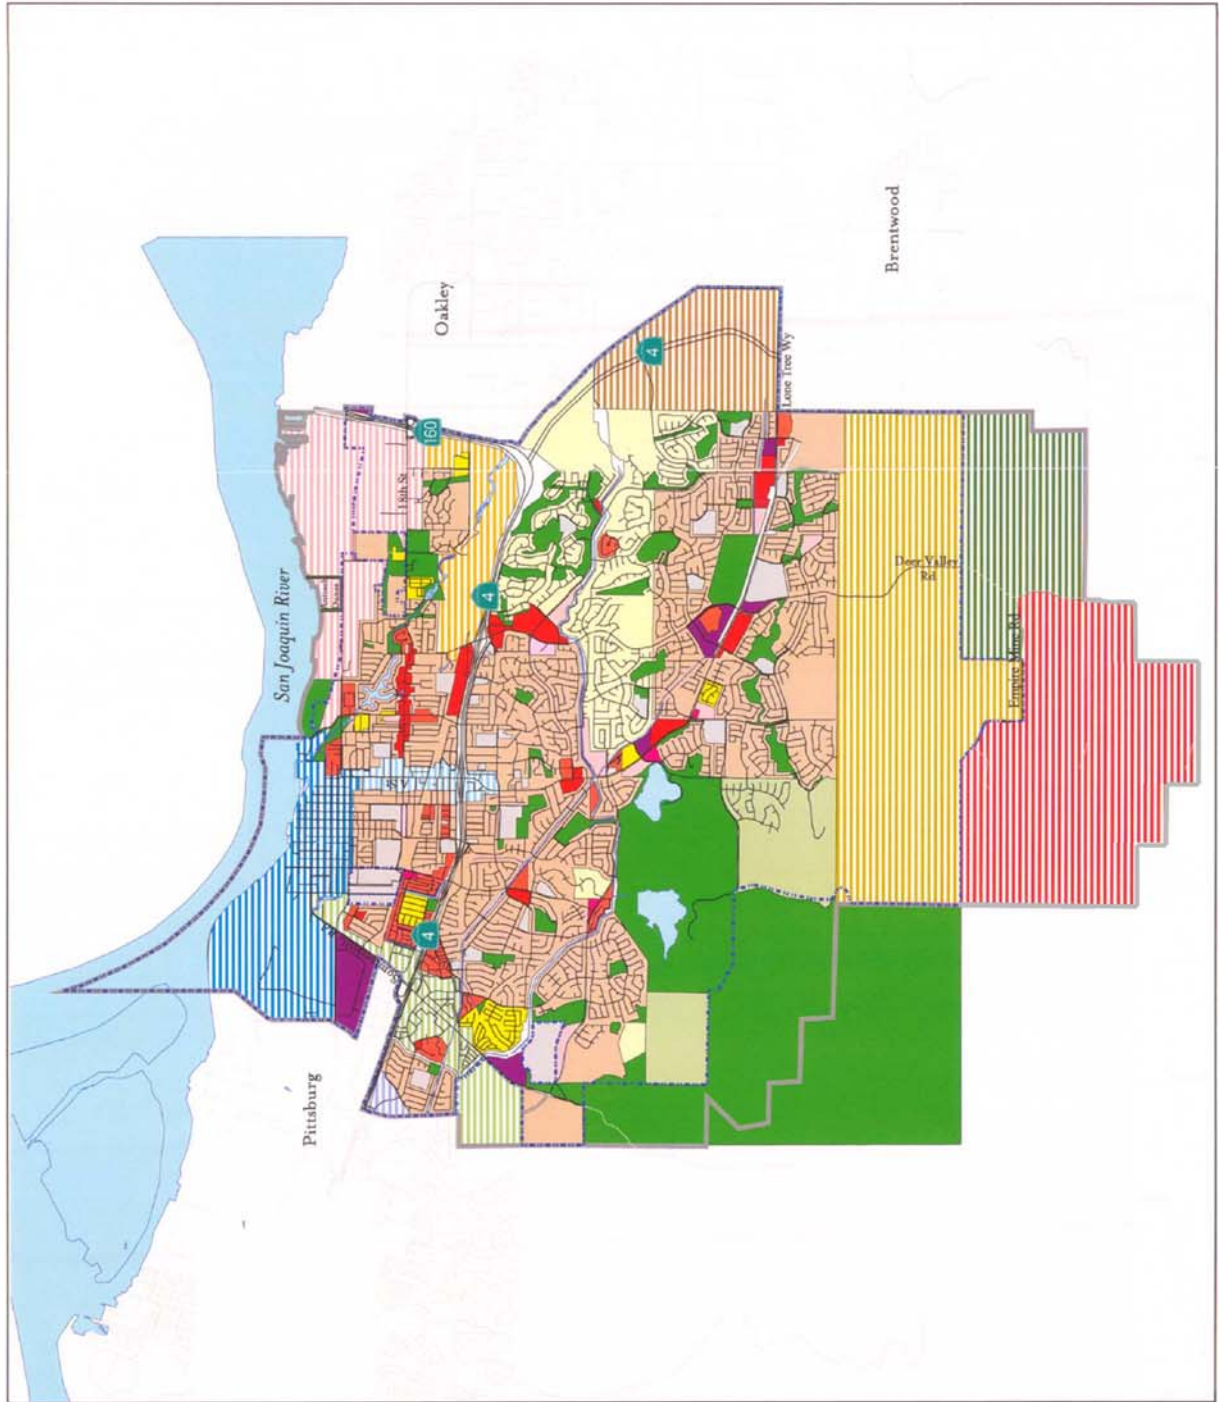 Brentwood
Oakley
4
Lone Tree Wy
160
18th St
San Joaquin River
4
Deer Valley
Rd
Empire Mine Rd
A St
4
Pittsburg